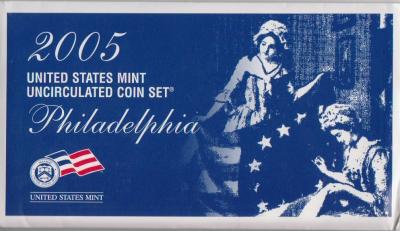 2005
UNITED STATES MINT
UNCIRCULATED COIN SET®
Philadelphia
UNITED STATES MINT